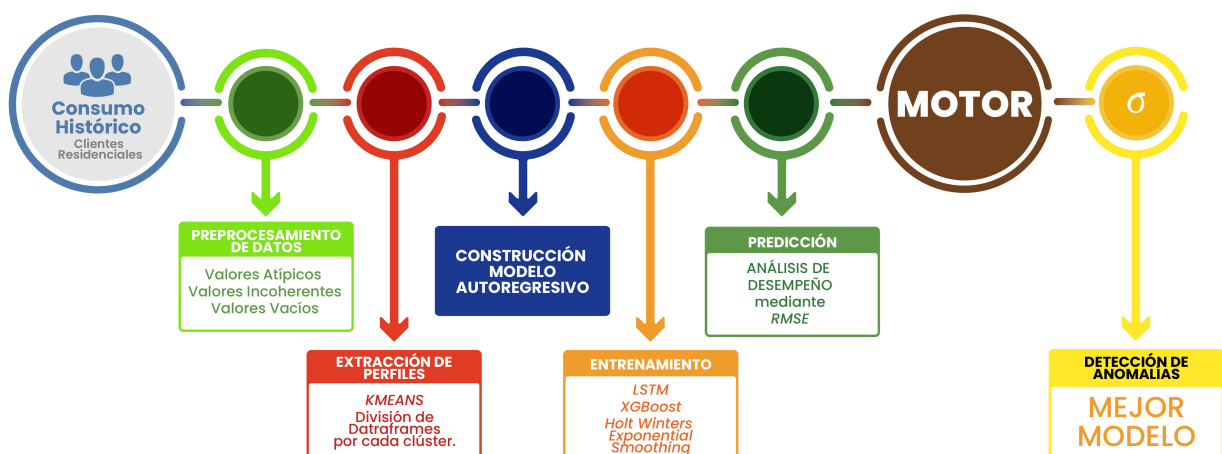 Consumo
Histórico
Clientes
Residenciales
MOTOR
σ
PREPROCESAMIENTO
DE DATOS
Valores Atípicos
Valores Incoherentes
Valores Vacíos
EXTRACCIÓN DE
PERFILES
KMEANS
División de
Datraframes
por cada clúster.
CONSTRUCCIÓN
MODELO
AUTOREGRESIVO
ENTRENAMIENTO
LSTM
XGBoost
Holt Winters
Exponential
Smoothing
PREDICCIÓN
ANÁLISIS DE
DESEMPEÑO
mediante
RMSE
DETECCIÓN DE
ANOMALÍAS
MEJOR
MODELO